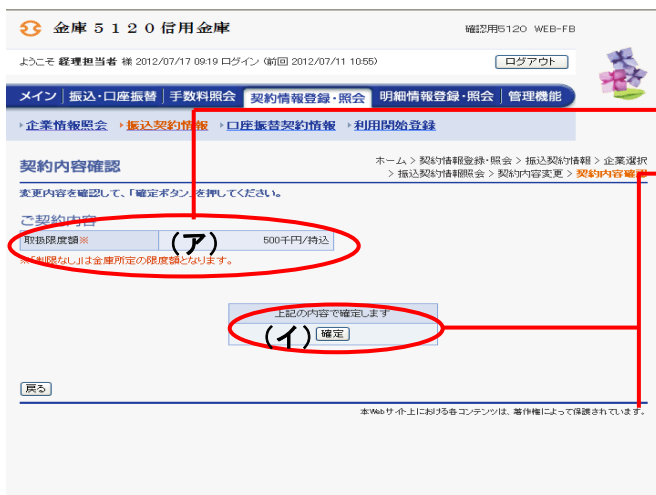 金庫5120信用金庫
確認用5120 WEB-FB
ようこそ 経理担当者 様 2012/07/17 09:19 ログイン (前回 2012/07/11 10:55)
ログアウト
メイン 振込・口座振替 手数料照会 契約情報登録・照会 明細情報登録・照会 管理機能
企業情報照会 振込契約情報 口座振替契約情報 利用開始登録
契約内容確認
ホーム > 契約情報登録・照会 > 振込契約情報 > 企業選択
> 振込契約情報照会 > 契約内容変更 > 契約内容確認
変更内容を確認して、「確定ボタン」を押してください。
ご契約内容
取扱限度額※ (ア) 500千円/持込
※「制限なし」は金庫所定の限度額となります。
上記の内容で確定します
(イ) 確定
戻る
本Webサイト上における各コンテンツは、著作権によって保護されています。